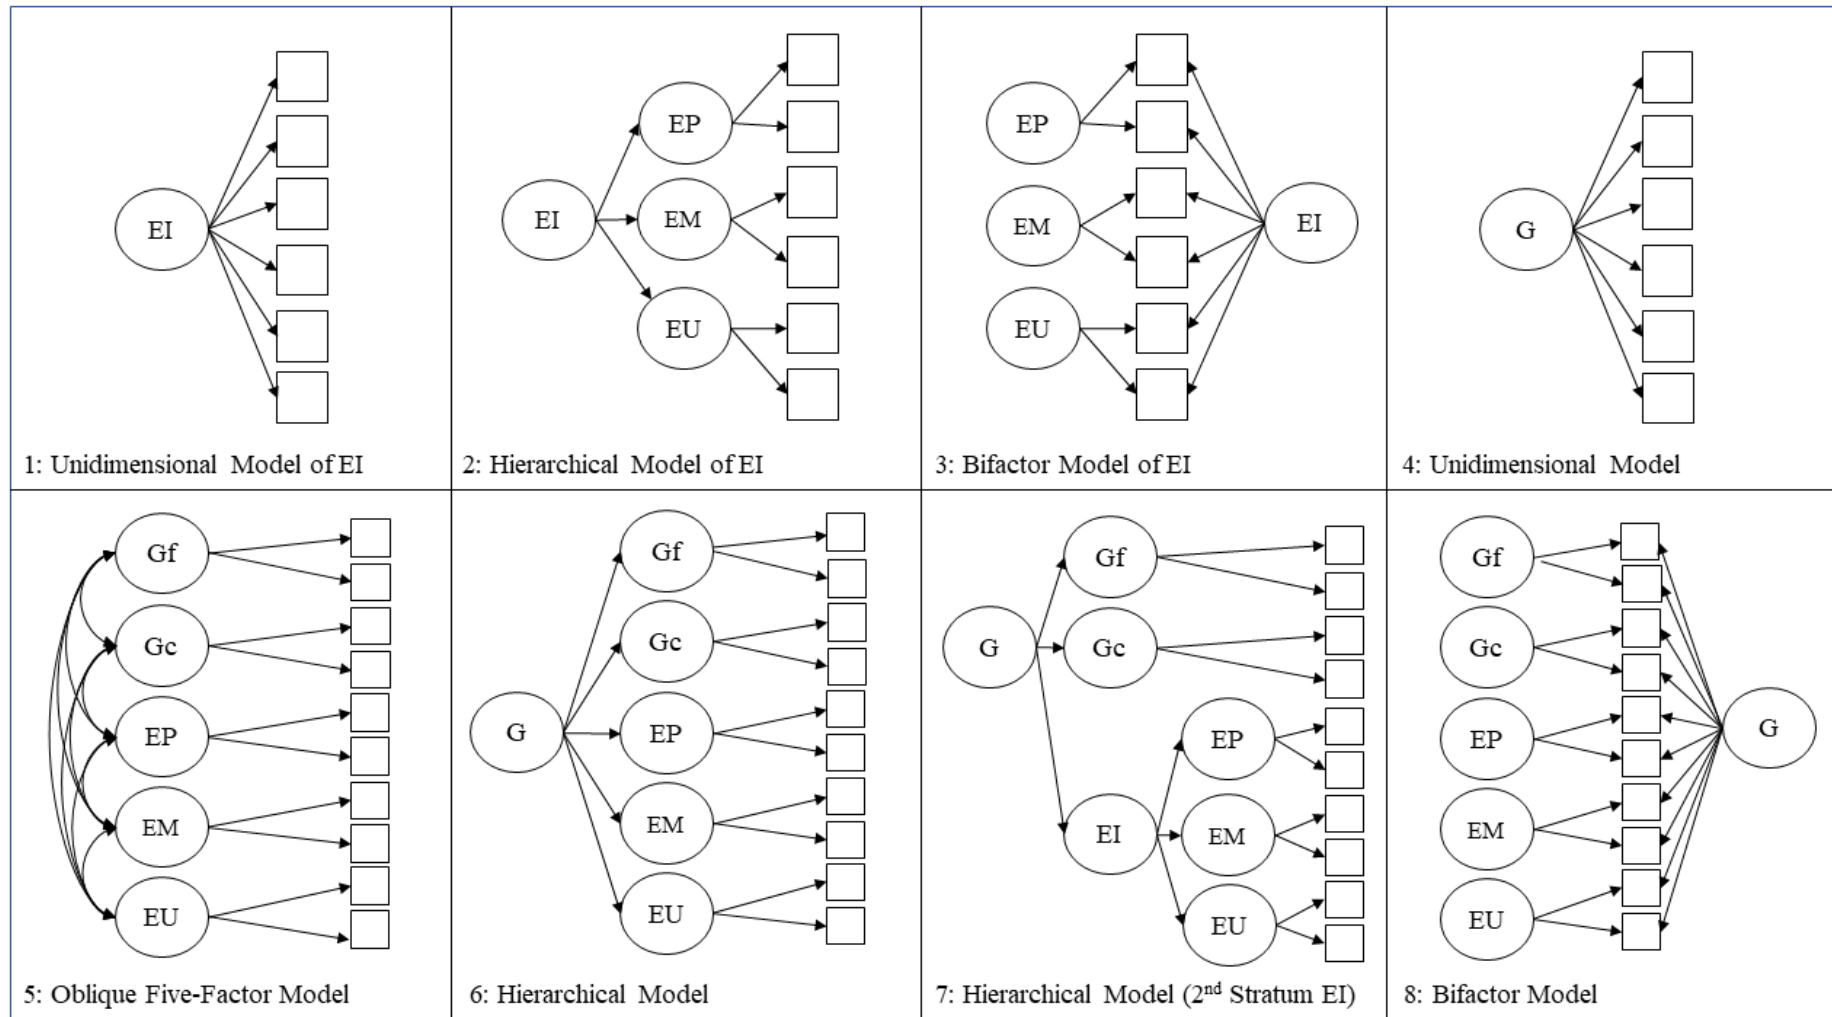 EI
1: Unidimensional Model of EI
EP
EI
EM
EU
2: Hierarchical Model of EI
EP
EM
EI
EU
3: Bifactor Model of EI
G
4: Unidimensional Model
Gf
Gc
EP
EM
EU
5: Oblique Five-Factor Model
Gf
Gc
G
EP
EM
EU
6: Hierarchical Model
Gf
G
Gc
EP
EI
EM
EU
7: Hierarchical Model (2nd Stratum EI)
Gf
Gc
EP
G
EM
EU
8: Bifactor Model